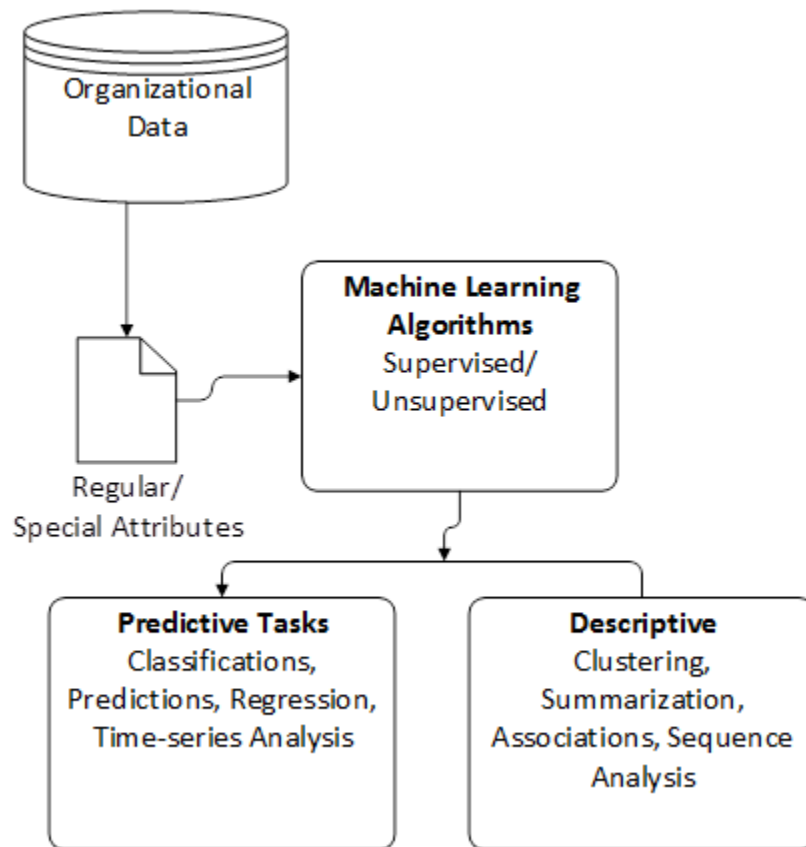 Organizational
Data
Machine Learning
Algorithms
Supervised/
Unsupervised
Regular/
Special Attributes
Predictive Tasks
Classifications,
Predictions, Regression,
Time-series Analysis
Descriptive
Clustering,
Summarization,
Associations, Sequence
Analysis